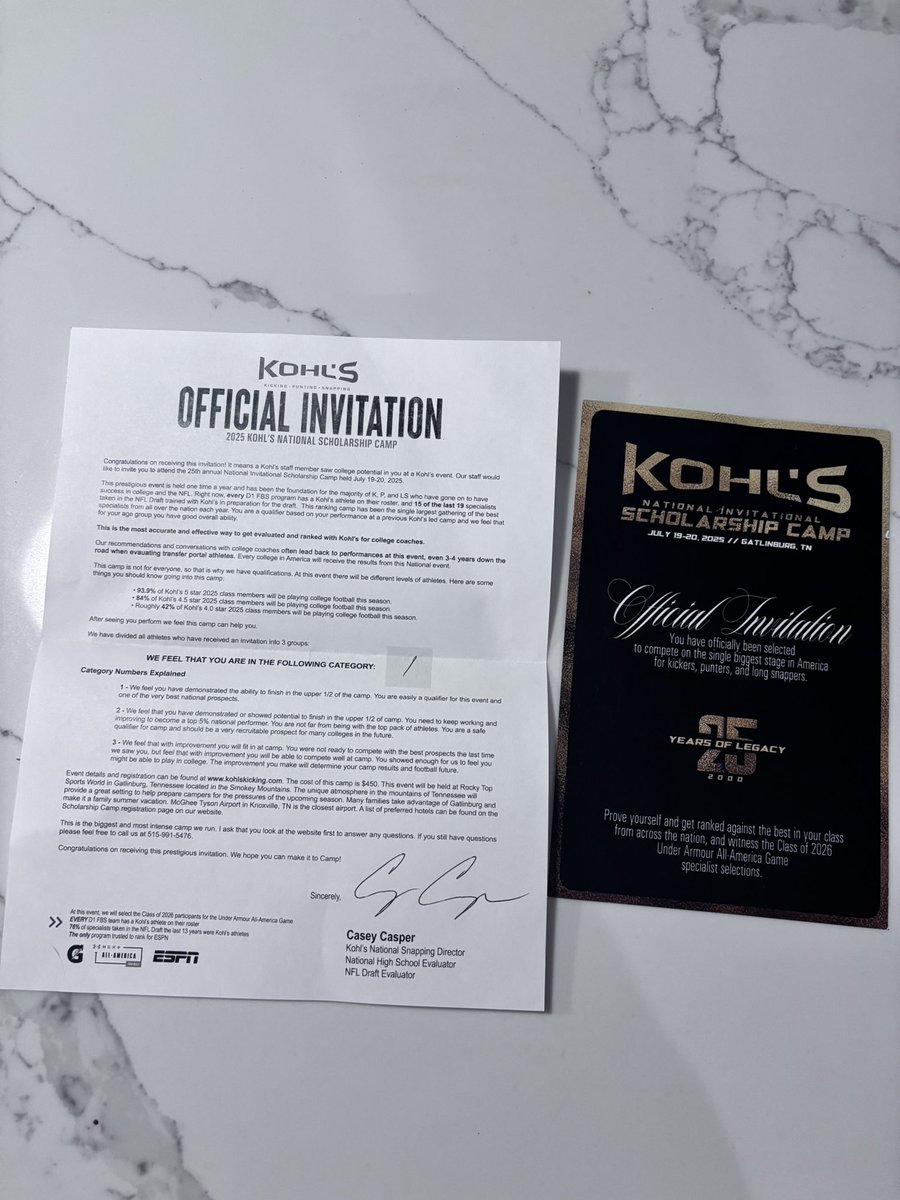 KOHL'S
KICKING • PUNTING • SNAPPING
OFFICIAL INVITATION
2025 KOHL'S NATIONAL SCHOLARSHIP CAMP
Congratulations on receiving this invitation! It means a Kohl's staff member saw college potential in you at a Kohl's event. Our staff would
like to invite you to attend the 25th annual National Invitational Scholarship Camp held July 19-20, 2025.
This prestigious event is held one time a year and has been the foundation for the majority of K, P, and LS who have gone on to have
success in college and the NFL. Right now, every D1 FBS program has a Kohl's athlete on their roster, and 15 of the last 19 specialists
taken in the NFL Draft trained with Kohl's in preparation for the draft. This ranking camp has been the single largest gathering of the best
specialists from all over the nation each year. You are a qualifier based on your performance at a previous Kohl's led camp and we feel that
for your age group you have good overall ability.
This is the most accurate and effective way to get evaluated and ranked with Kohl's for college coaches.
Our recommendations and conversations with college coaches often lead back to performances at this event, even 3-4 years down the
road when evauating transfer portal athletes. Every college in America will receive the results from this National event.
This camp is not for everyone, so that is why we have qualifications. At this event there will be different levels of athletes. Here are some
things you should know going into this camp:
• 93.9% of Kohl's 5 star 2025 class members will be playing college football this season.
• 84% of Kohl's 4.5 star 2025 class members will be playing college football this season.
• Roughly 42% of Kohl's 4.0 star 2025 class members will be playing college football this season.
After seeing you perform we feel this camp can help you.
We have divided all athletes who have received an invitation into 3 groups:
WE FEEL THAT YOU ARE IN THE FOLLOWING CATEGORY: 1
Category Numbers Explained
1 - We feel you have demonstrated the ability to finish in the upper 1/2 of the camp. You are easily a qualifier for this event and
one of the very best national prospects.
2 - We feel that you have demonstrated or showed potential to finish in the upper 1/2 of camp. You need to keep working and
improving to become a top 5% national performer. You are not far from being with the top pack of athletes. You are a safe
qualifier for camp and should be a very recruitable prospect for many colleges in the future.
3 - We feel that with improvement you will fit in at camp. You were not ready to compete with the best prospects the last time
we saw you, but feel that with improvement you will be able to compete well at camp. You showed enough for us to feel you
might be able to play in college. The improvement you make will determine your camp results and football future.
Event details and registration can be found at www.kohlskicking.com. The cost of this camp is $450. This event will be held at Rocky Top
Sports World in Gatlinburg, Tennessee located in the Smokey Mountains. The unique atmosphere in the mountains of Tennessee will
provide a great setting to help prepare campers for the pressures of the upcoming season. Many families take advantage of Gatlinburg and
make it a family summer vacation. McGhee Tyson Airport in Knoxville, TN is the closest airport. A list of preferred hotels can be found on the
Scholarship Camp registration page on our website.
This is the biggest and most intense camp we run. I ask that you look at the website first to answer any questions. If you still have questions
please feel free to call us at 515-991-5476.
Congratulations on receiving this prestigious invitation. We hope you can make it to Camp!
Sincerely,
Casey Casper
Kohl's National Snapping Director
National High School Evaluator
NFL Draft Evaluator
At this event, we will select the Class of 2026 participants for the Under Armour All-America Game
EVERY D1 FBS team has a Kohl's athlete on their roster
78% of specialists taken in the NFL Draft the last 13 years were Kohl's athletes
The only program trusted to rank for ESPN
G
ALL-AMERICA
ESPN
KOHL'S
NATIONAL INVITATIONAL
SCHOLARSHIP CAMP
JULY 19-20, 2025 // GATLINBURG, TN
Official Invitation
You have officially been selected
to compete on the single biggest stage in America
for kickers, punters, and long snappers.
25
YEARS OF LEGACY
2000
Prove yourself and get ranked against the best in your class
from across the nation, and witness the Class of 2026
Under Armour All-America Game
specialist selections.